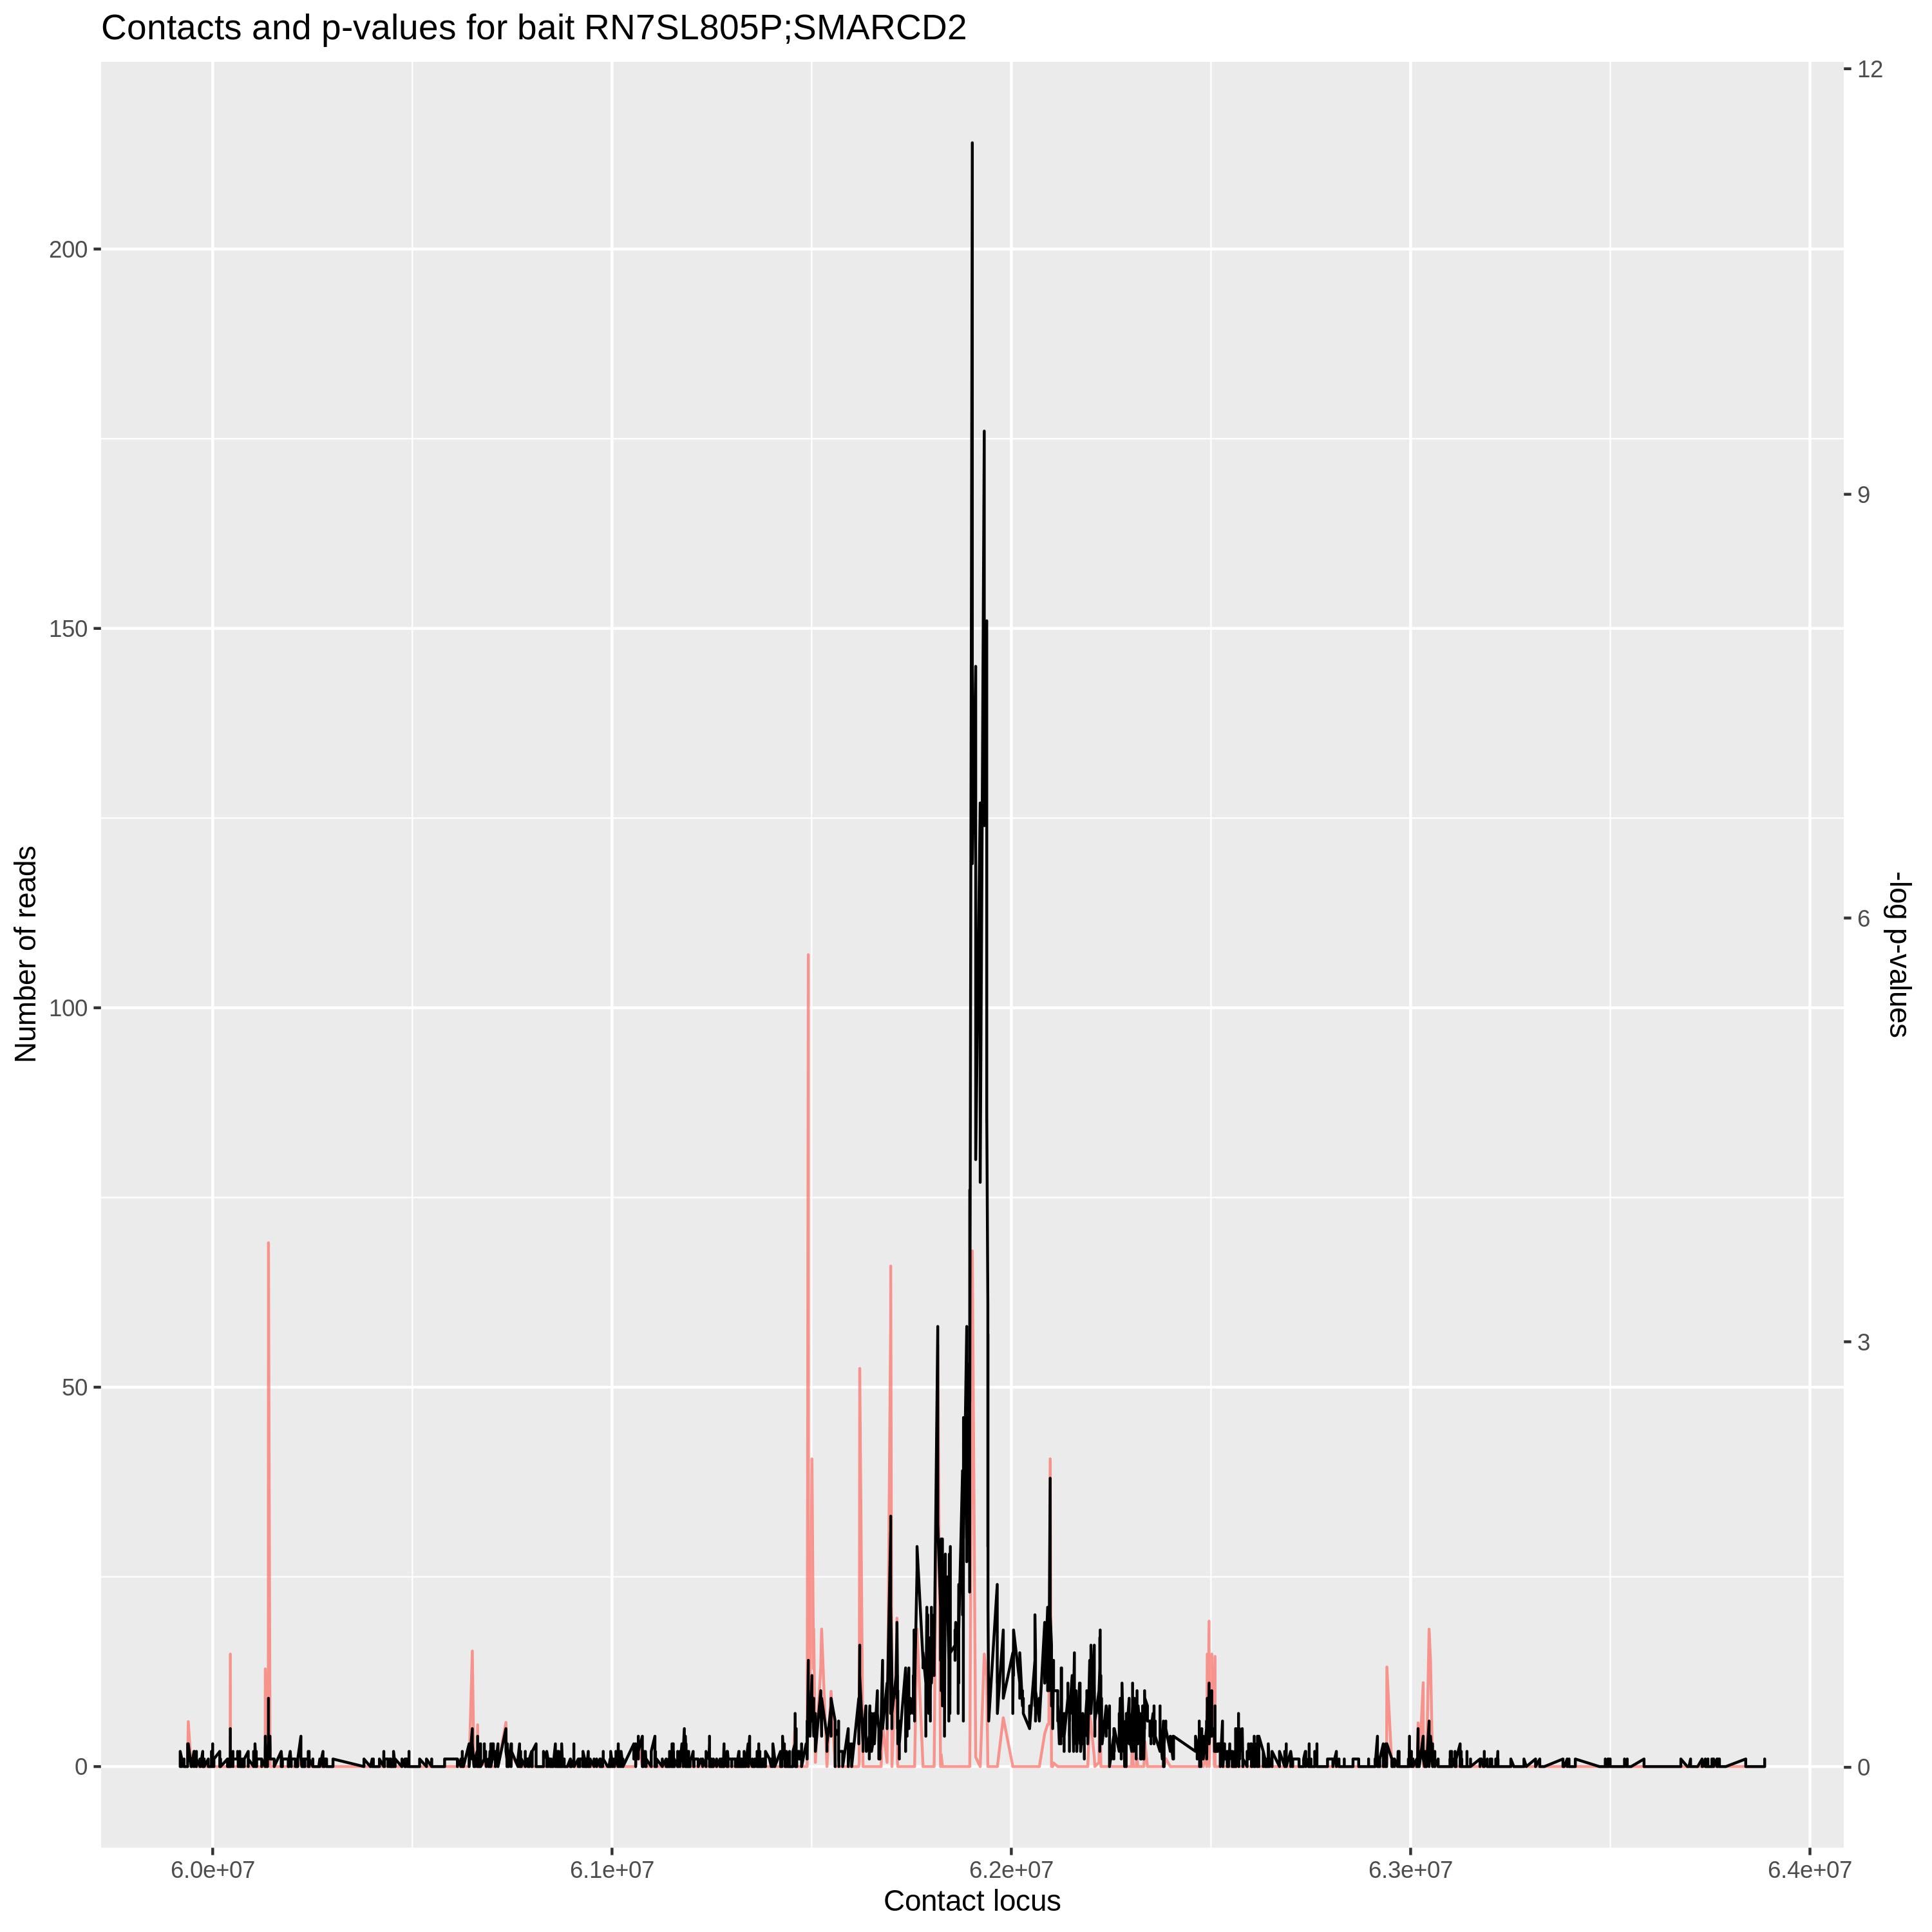 Contacts and p-values for bait RN7SL805P;SMARCD2
Number of reads
200
150
100
50
0
12
9
6
3
0
-log p-values
6.0e+07
6.1e+07
6.2e+07
6.3e+07
6.4e+07
Contact locus